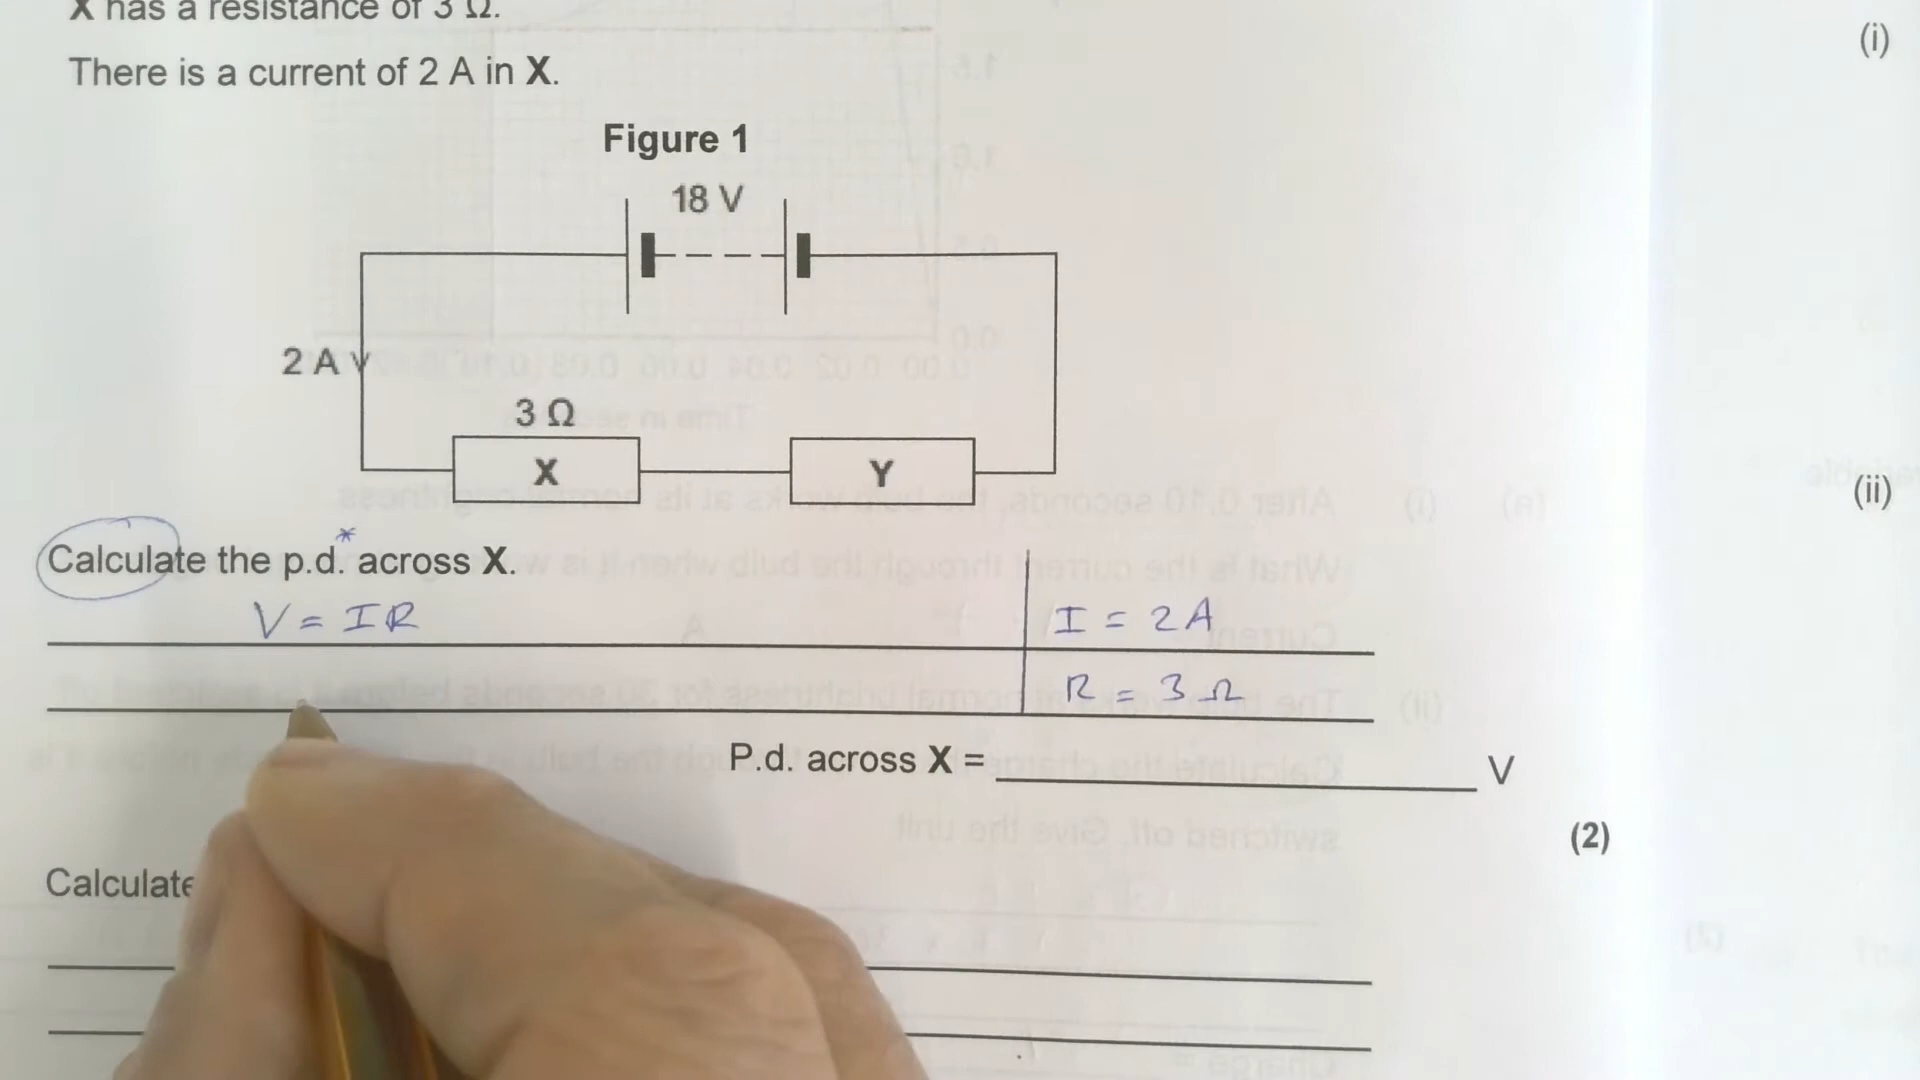 X has a resistance of 3 Ω.
There is a current of 2 A in X.
(i)
Figure 1
18 V
2 A
3 Ω
X
Y
(ii)
Calculate the p.d.* across X.
V = IR
I = 2A
R = 3 Ω
P.d. across X = V
(2)
Calculate